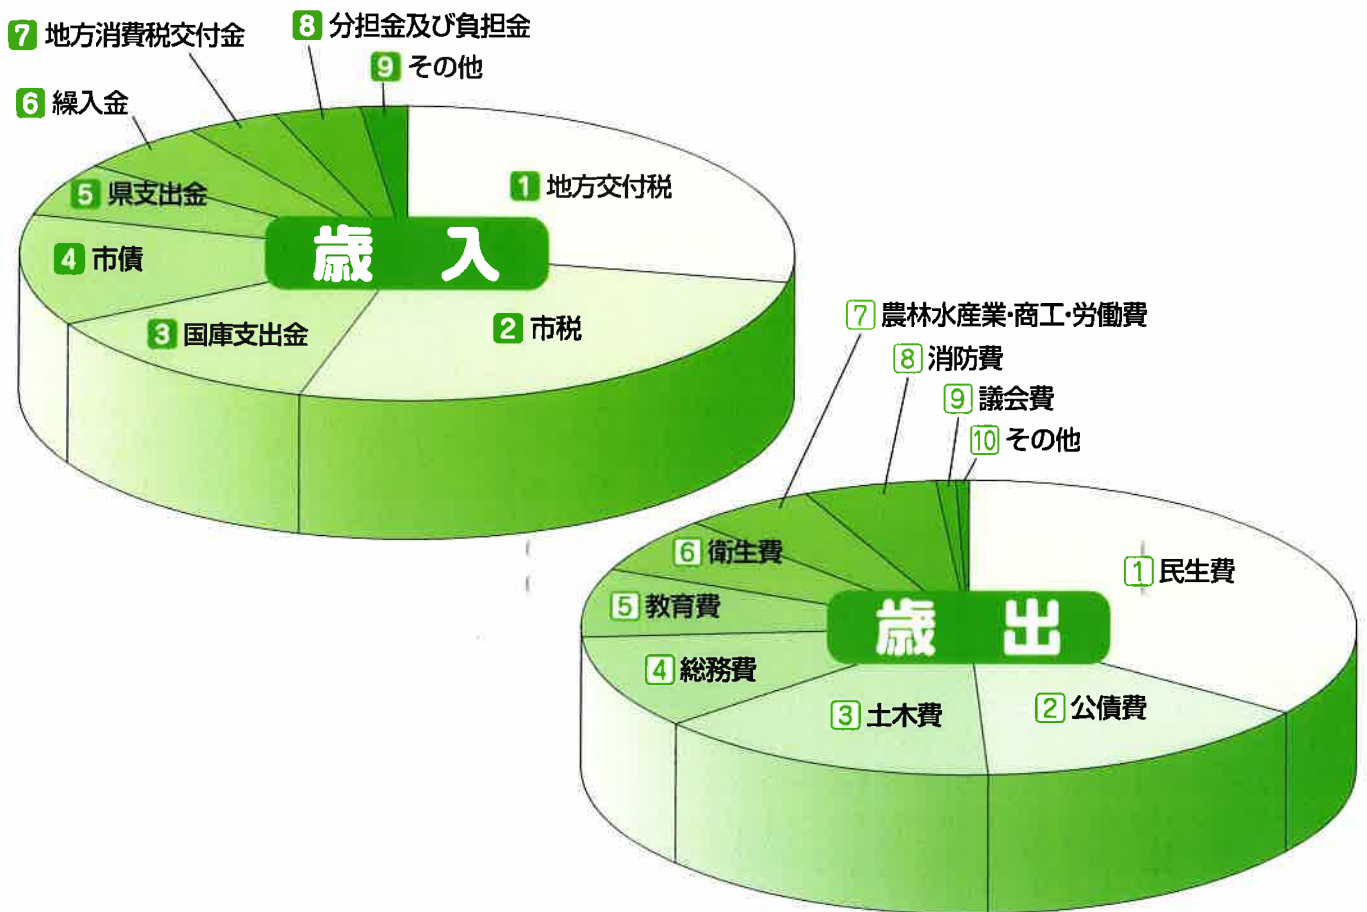 7 地方消費税交付金
8 分担金及び負担金
9 その他
6 繰入金
5 県支出金
1 地方交付税
歳入
4 市債
3 国庫支出金
2 市税
7 農林水産業・商工・労働費
8 消防費
9 議会費
10 その他
6 衛生費
1 民生費
5 教育費
歳出
4 総務費
3 土木費
2 公債費